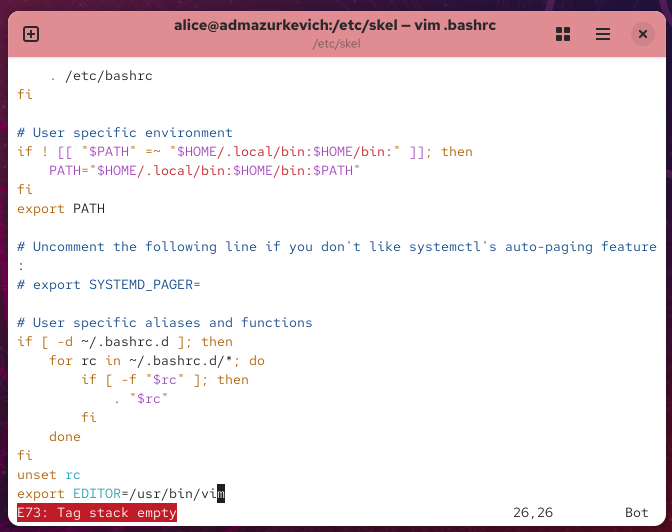 alice@admazurkevich:/etc/skel — vim .bashrc
/etc/skel
    . /etc/bashrc
fi

# User specific environment
if ! [[ "$PATH" =~ "$HOME/.local/bin:$HOME/bin:" ]]; then
    PATH="$HOME/.local/bin:$HOME/bin:$PATH"
fi
export PATH

# Uncomment the following line if you don't like systemctl's auto-paging feature
:
# export SYSTEMD_PAGER=

# User specific aliases and functions
if [ -d ~/.bashrc.d ]; then
    for rc in ~/.bashrc.d/*; do
        if [ -f "$rc" ]; then
            . "$rc"
        fi
    done
fi
unset rc
export EDITOR=/usr/bin/vim
E73: Tag stack empty 26,26 Bot